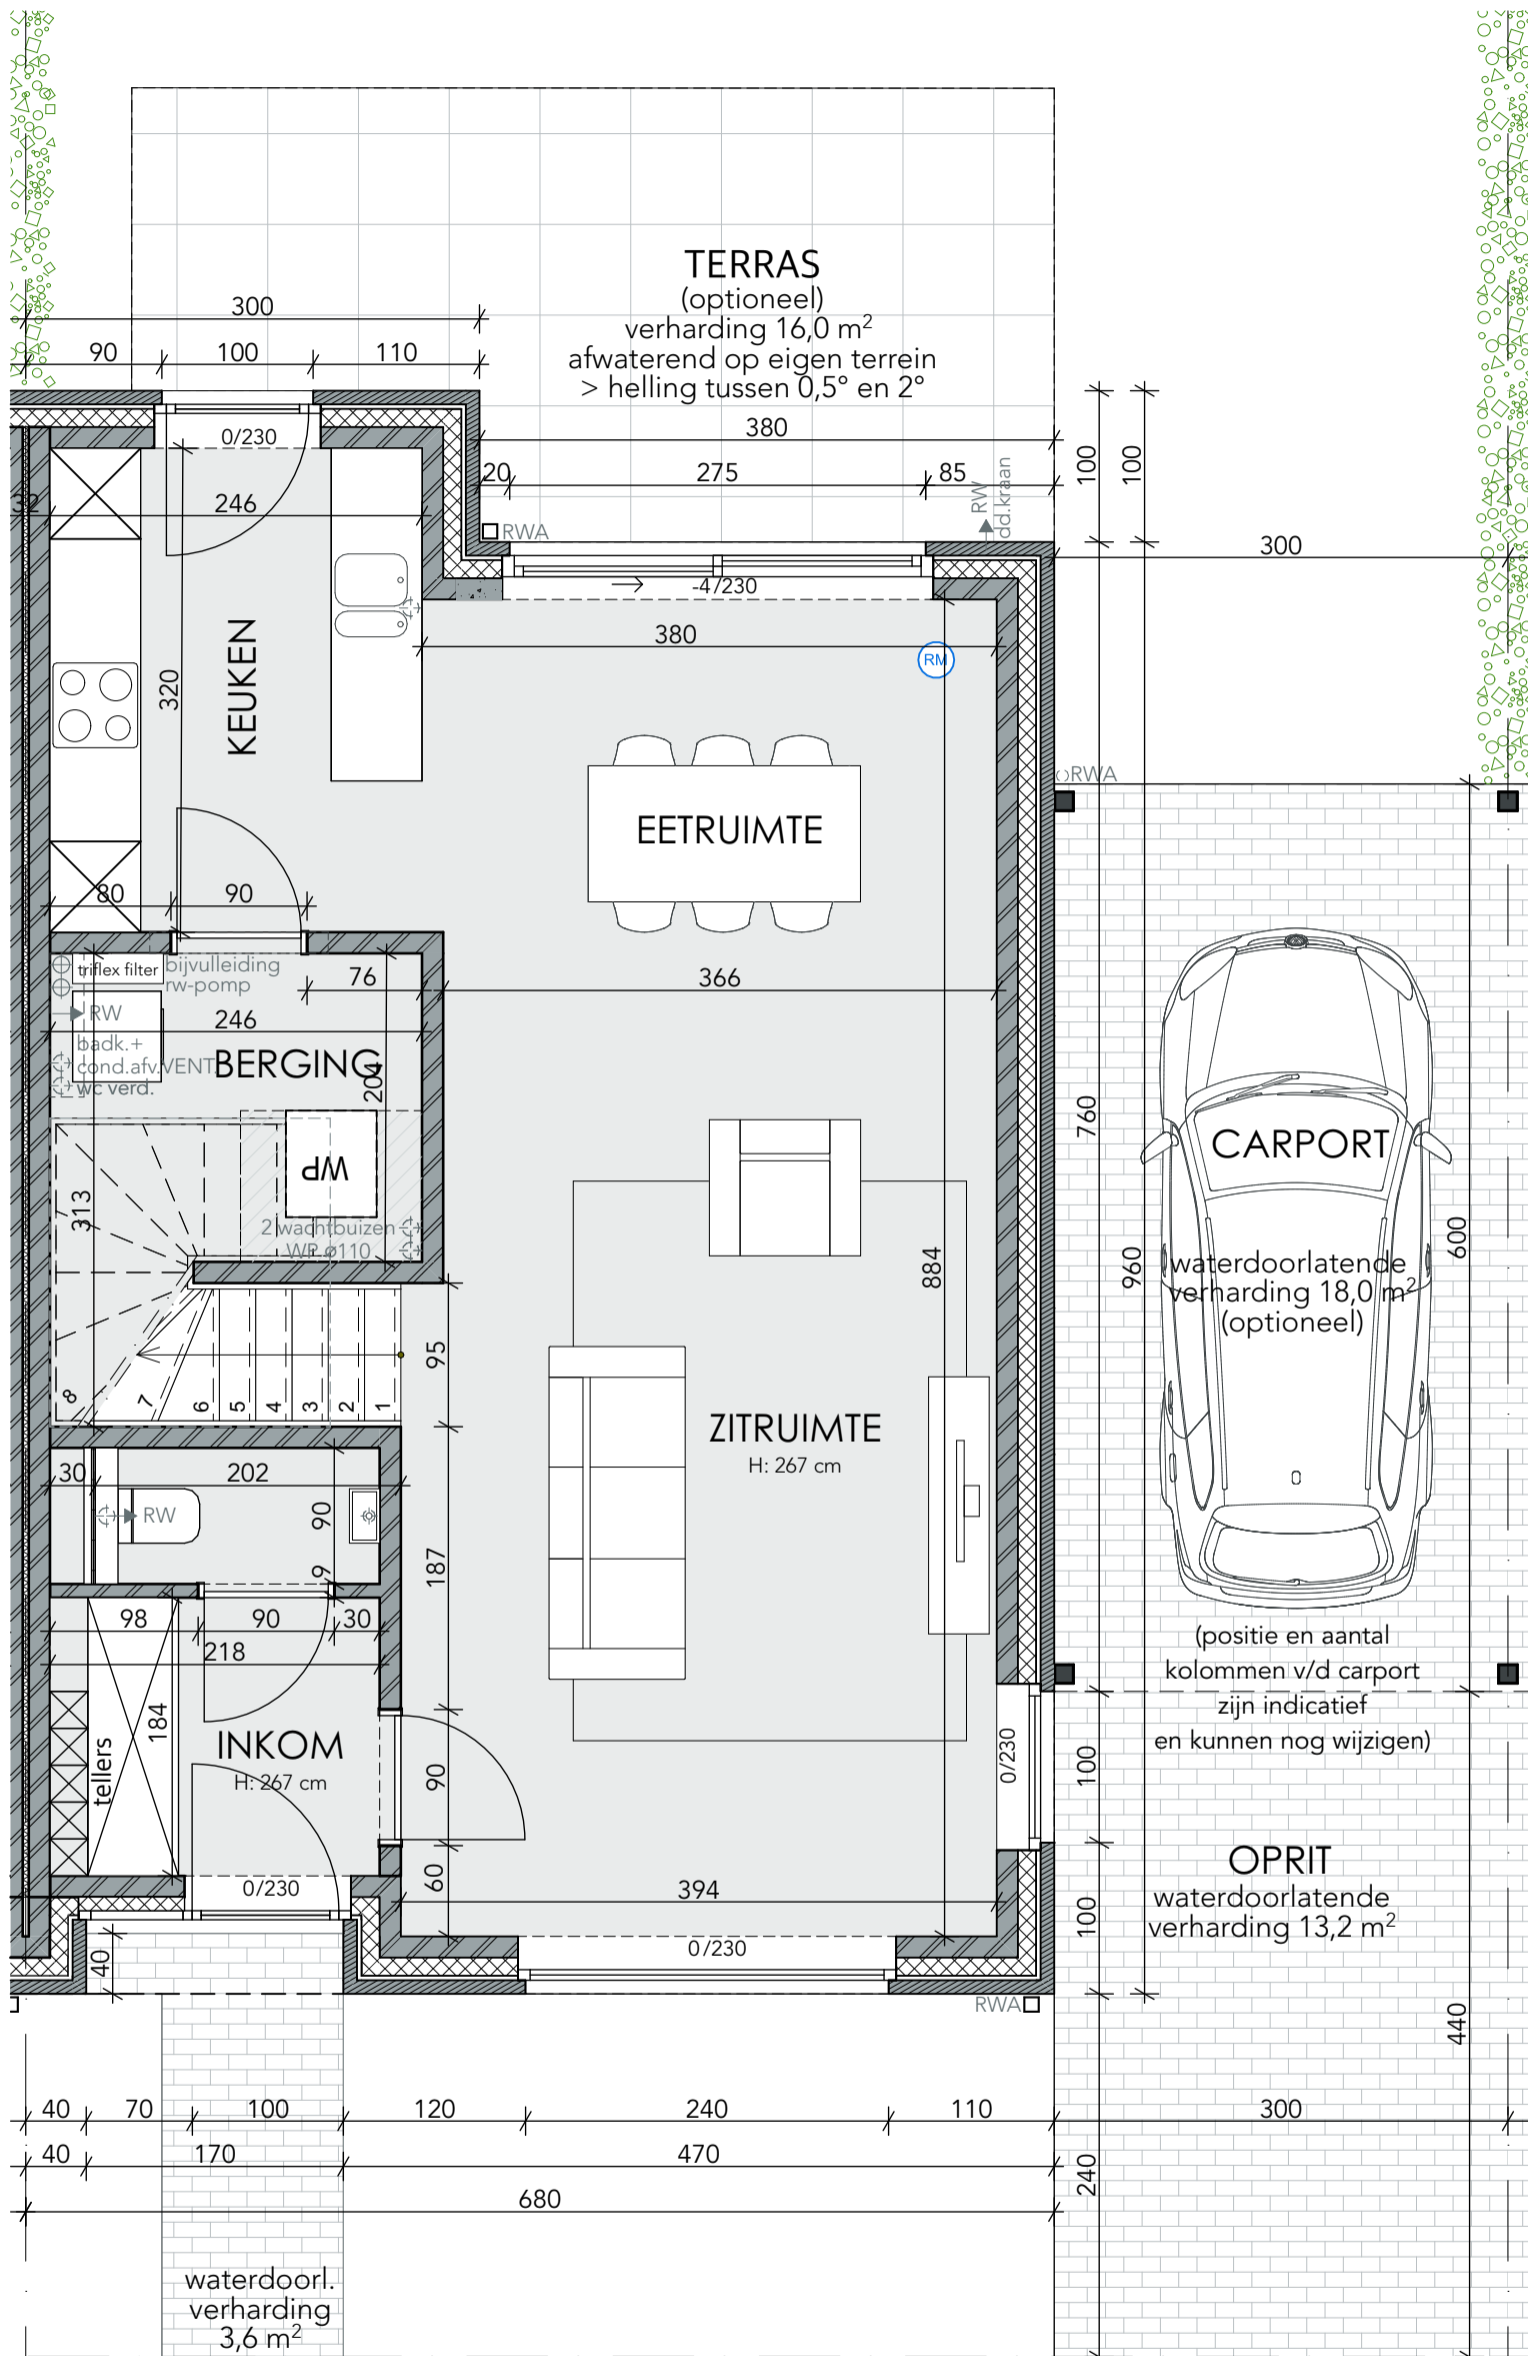 TERRAS
(optioneel)
verharding 16,0 m²
afwaterend op eigen terrein
> helling tussen 0,5° en 2°
300
90
100
110
380
20
275
85
RW
dd.kraan
100
100
0/230
32
246
RWA
-4/230
300
380
RM
KEUKEN
320
EETRUIMTE
RWA
80
90
triflex filter
bijvulleiding
rw-pomp
76
366
RW
246
badk.+
cond.afv.VENT.
wc verd.
BERGING
204
WP
2 wachtbuizen
WP ø110
313
884
760
960
600
CARPORT
waterdoorlatende
verharding 18,0 m²
(optioneel)
95
8
7
6
5
4
3
2
1
ZITRUIMTE
H: 267 cm
30
202
RW
90
9
187
98
90
30
218
184
INKOM
H: 267 cm
tellers
90
60
0/230
(positie en aantal
kolommen v/d carport
zijn indicatief
en kunnen nog wijzigen)
0/230
100
100
OPRIT
waterdoorlatende
verharding 13,2 m²
394
0/230
40
RWA
440
40
70
100
120
240
110
300
40
170
470
240
680
waterdoorl.
verharding
3,6 m²